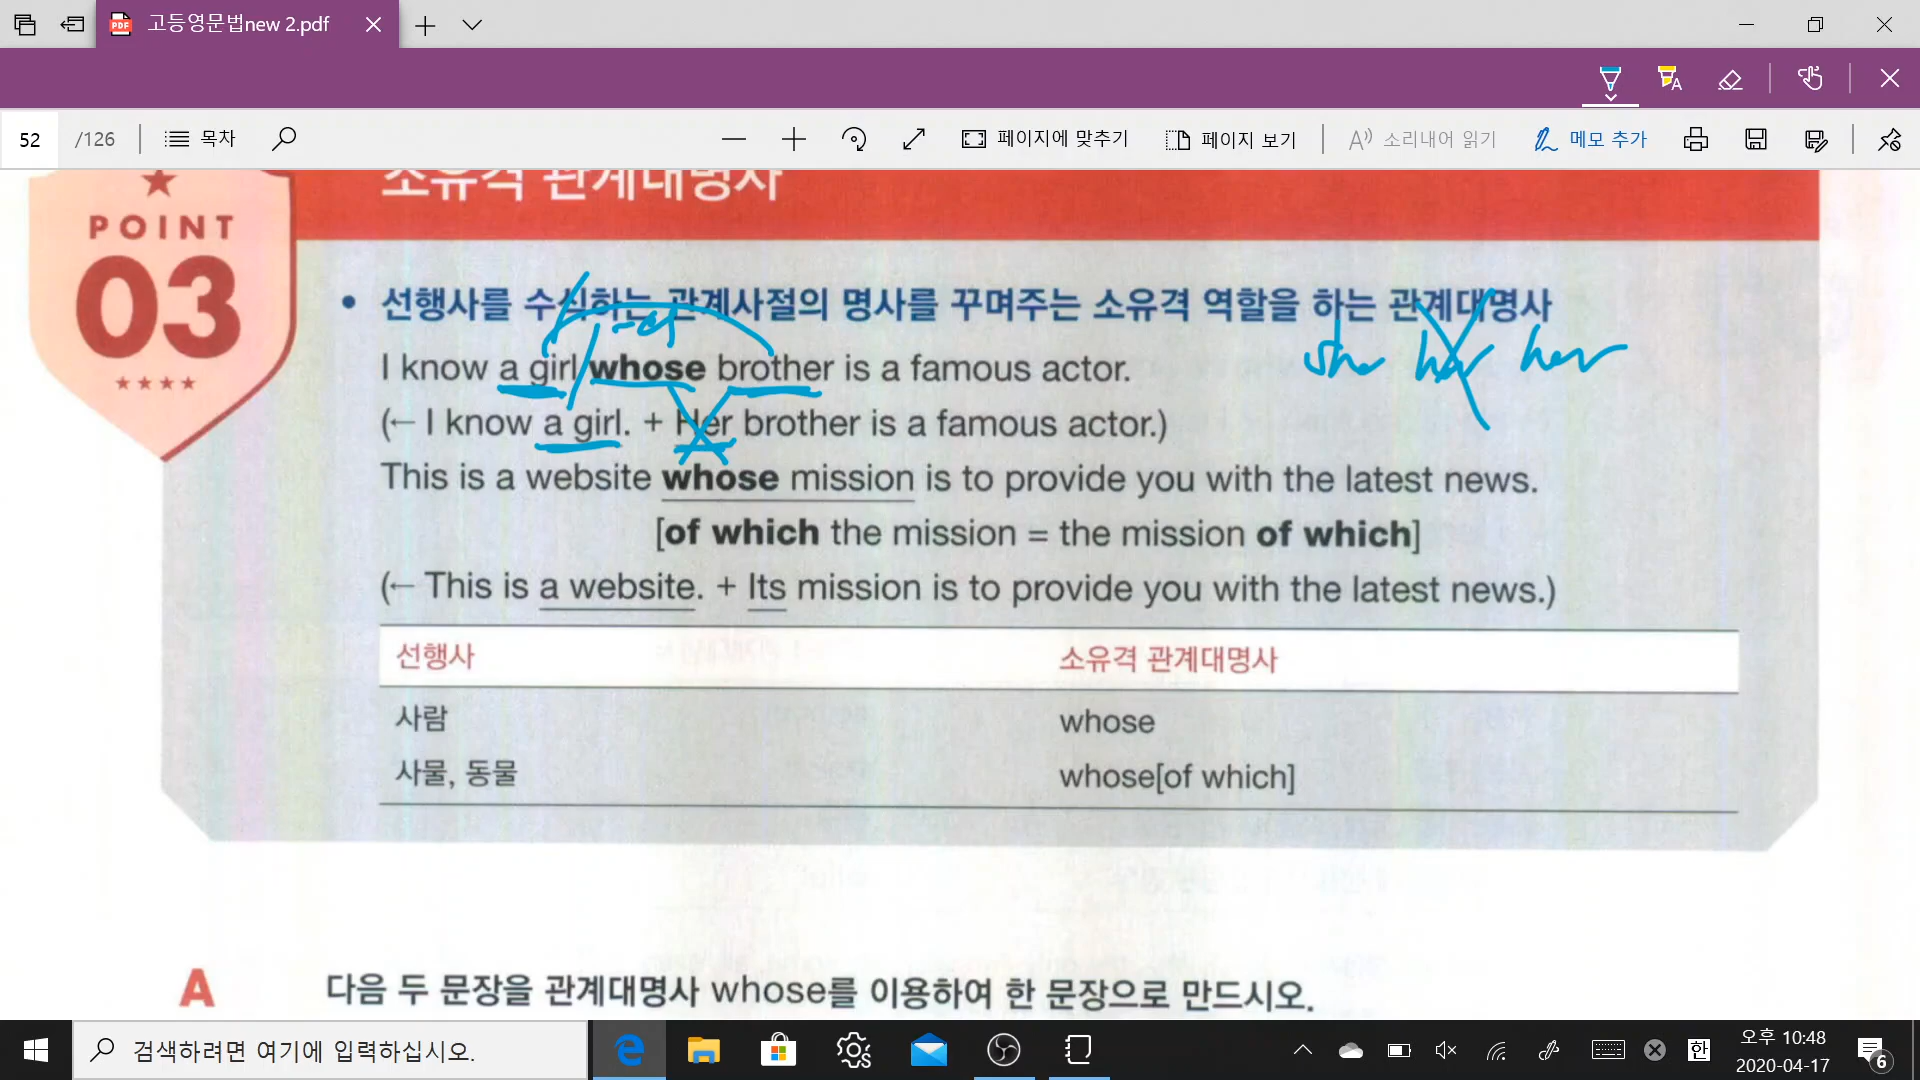 고등영문법new 2.pdf
52 /126 목차 페이지에 맞추기 페이지 보기 소리내어 읽기 메모 추가
소유격 관계대명사
POINT
03
• 선행사를 수식하는 관계사절의 명사를 꾸며주는 소유격 역할을 하는 관계대명사
I know a girl whose brother is a famous actor.
she her her
(← I know a girl. + Her brother is a famous actor.)
This is a website whose mission is to provide you with the latest news.
[of which the mission = the mission of which]
(← This is a website. + Its mission is to provide you with the latest news.)
선행사 소유격 관계대명사
사람 whose
사물, 동물 whose[of which]
A 다음 두 문장을 관계대명사 whose를 이용하여 한 문장으로 만드시오.
검색하려면 여기에 입력하십시오.
한 오후 10:48
2020-04-17 6